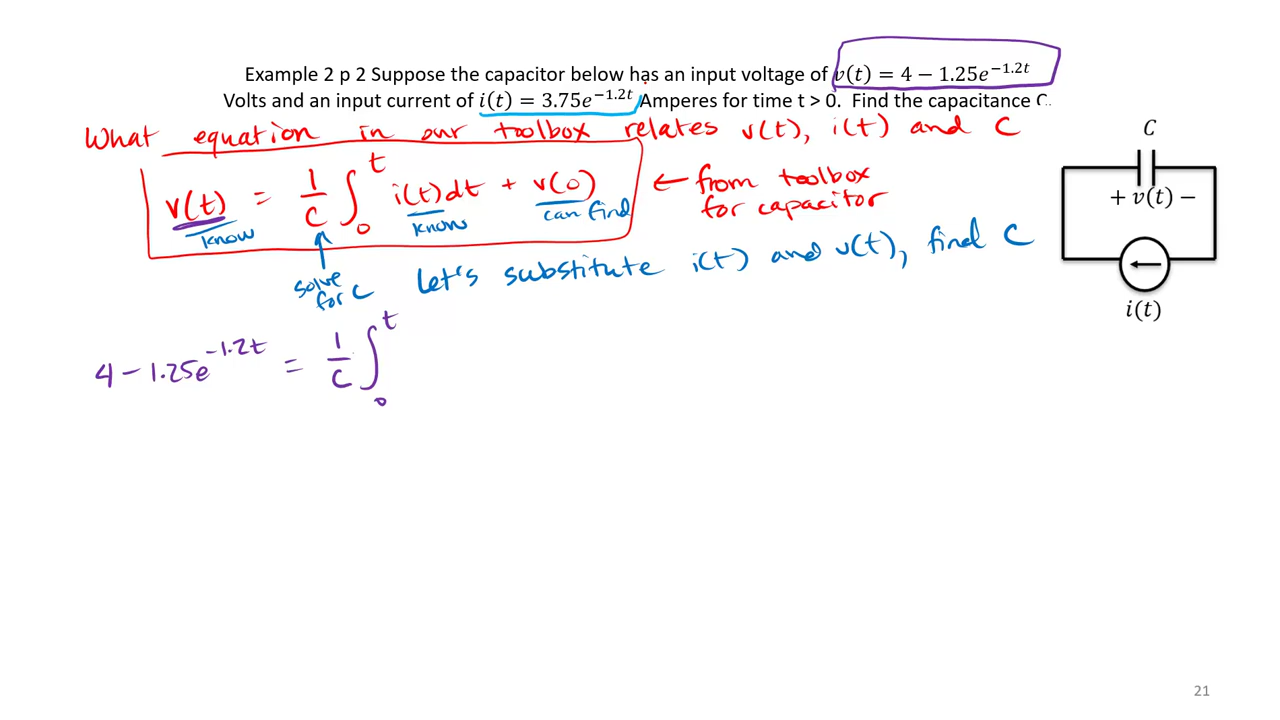 Example 2 p 2 Suppose the capacitor below has an input voltage of v(t) = 4 − 1.25e^{−1.2t}
Volts and an input current of i(t) = 3.75e^{−1.2t} Amperes for time t > 0. Find the capacitance C.
What equation in our toolbox relates v(t), i(t) and C
v(t) = 1/C ∫_0^t i(t)dt + v(0) ← from toolbox for capacitor
know know can find
solve for C
Let's substitute i(t) and v(t), find C
4 − 1.25e^{−1.2t} = 1/C ∫_0^t
C
+ v(t) −
i(t)
21